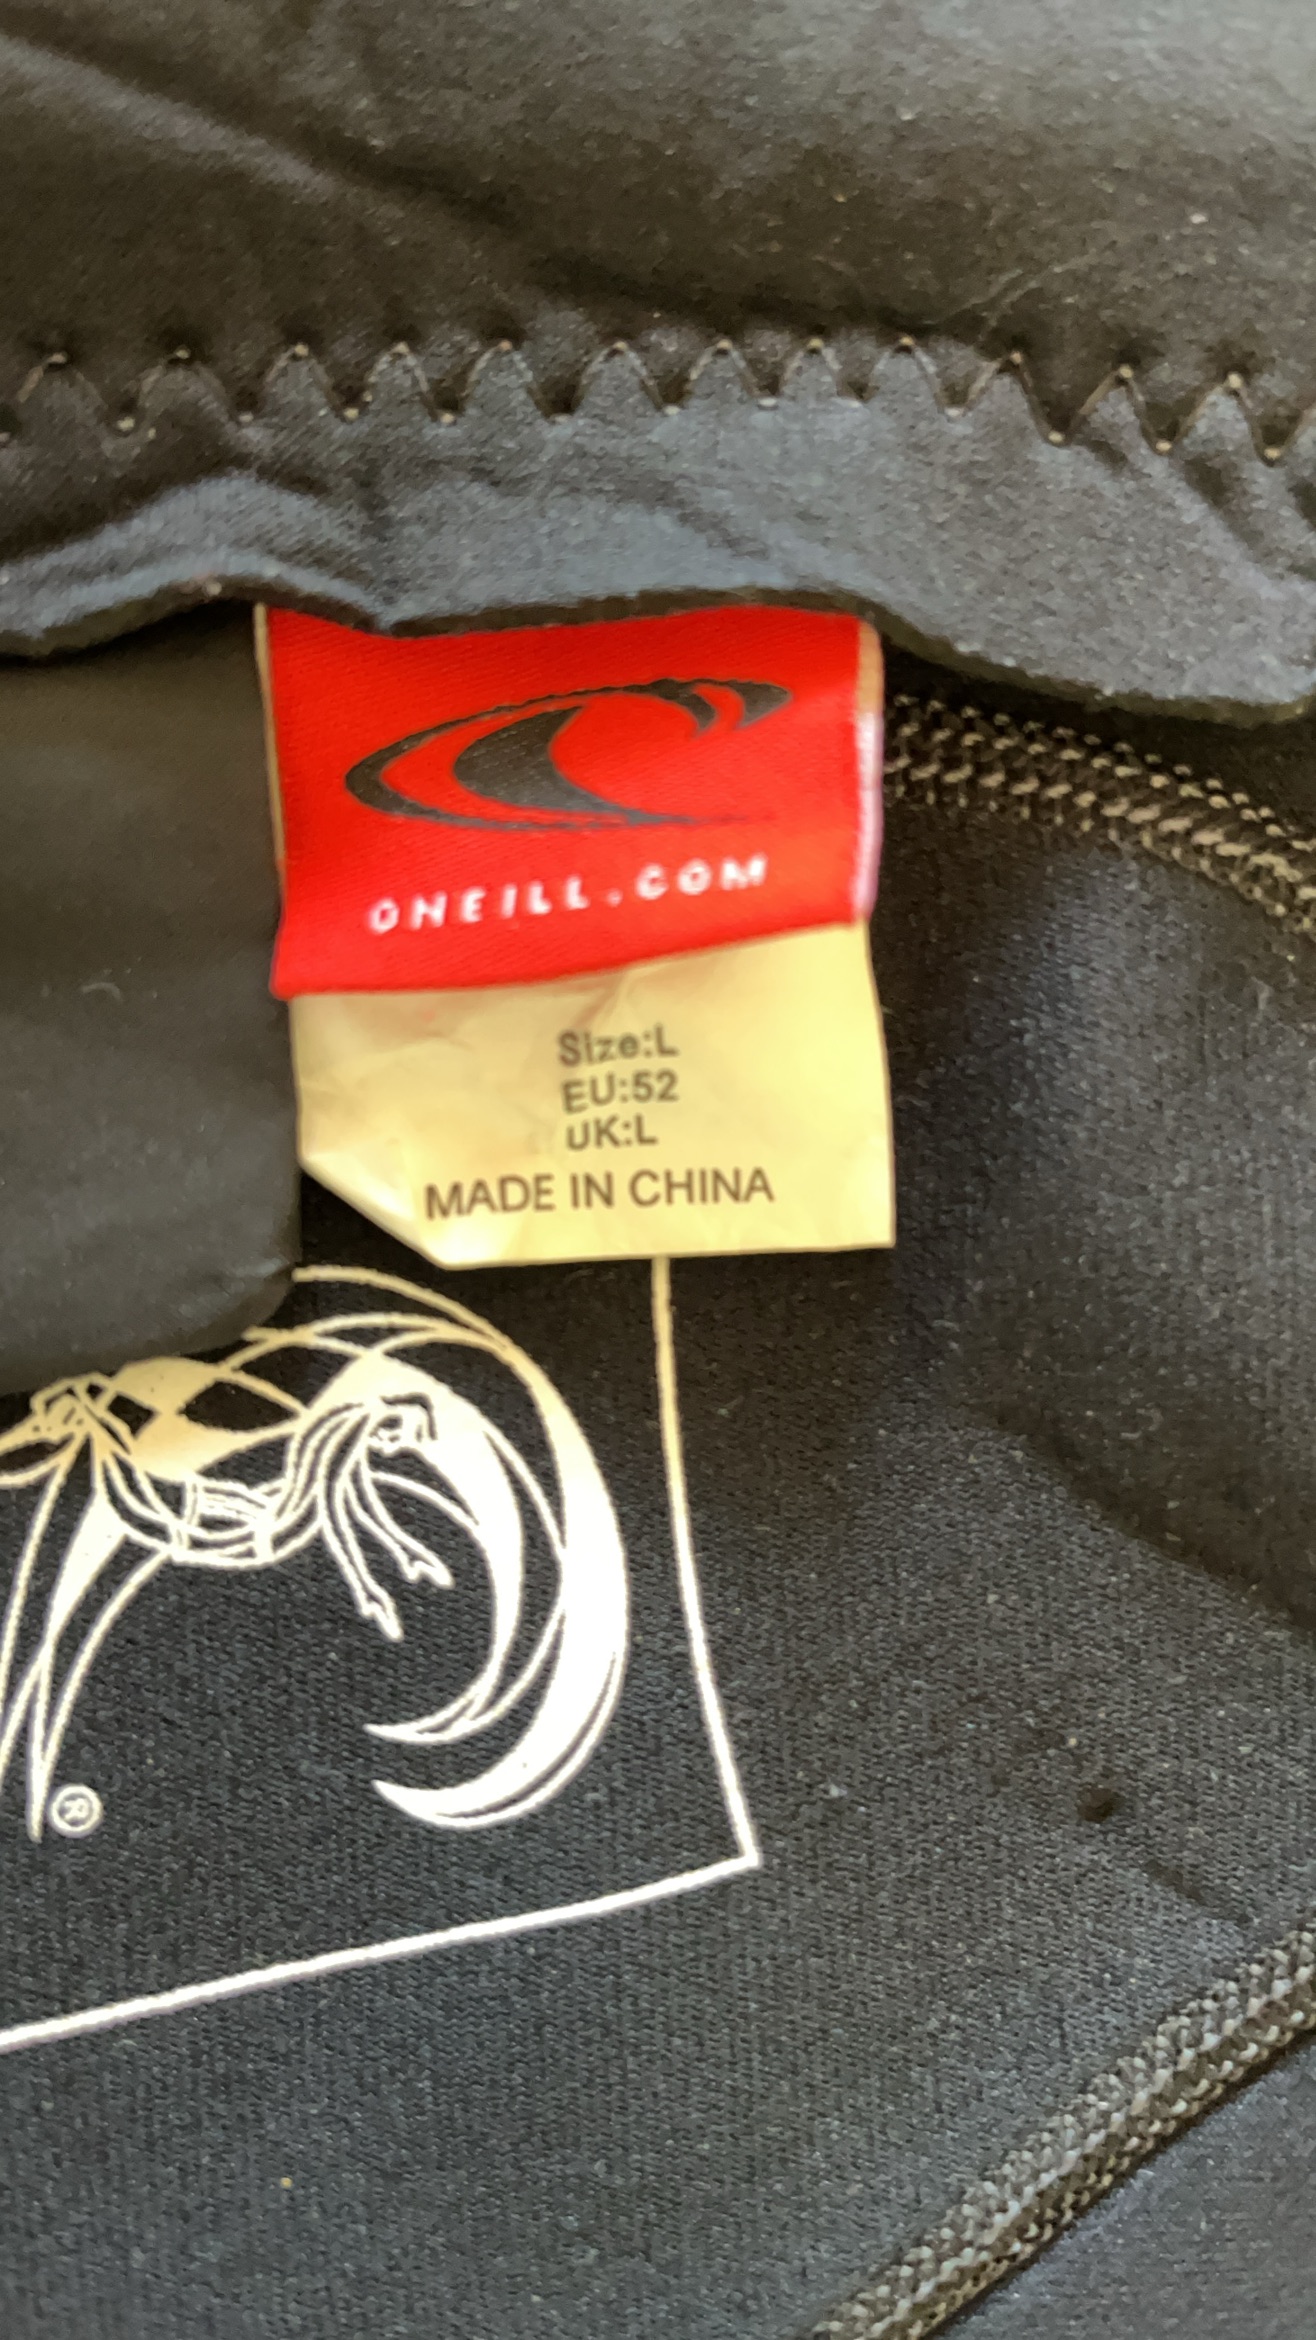 ONEILL.COM
Size:L
EU:52
UK:L
MADE IN CHINA
®